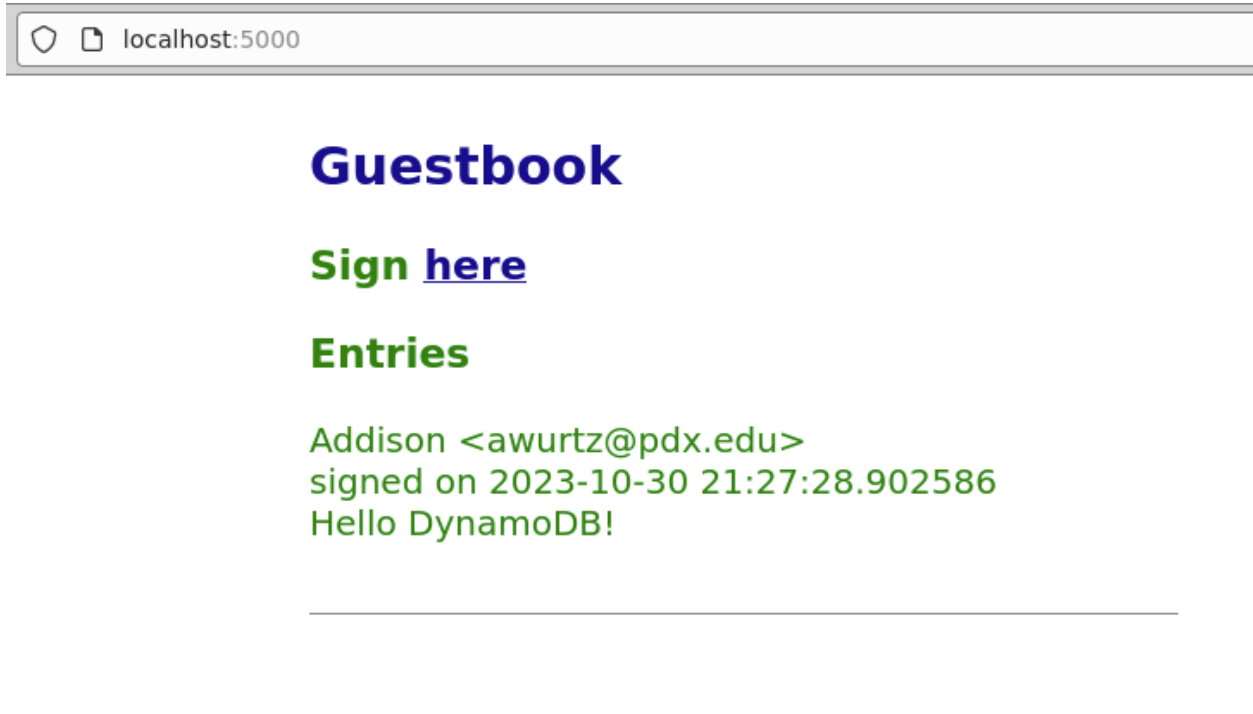 localhost:5000
Guestbook
Sign here
Entries
Addison <awurtz@pdx.edu>
signed on 2023-10-30 21:27:28.902586
Hello DynamoDB!